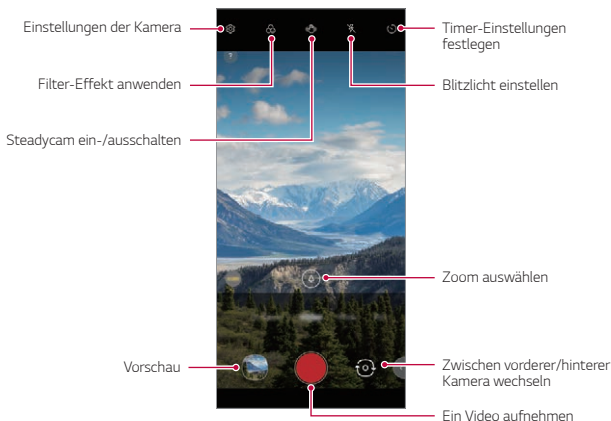 Einstellungen der Kamera
Filter-Effekt anwenden
Steadycam ein-/ausschalten
Vorschau
Timer-Einstellungen
festlegen
Blitzlicht einstellen
Zoom auswählen
Zwischen vorderer/hinterer
Kamera wechseln
Ein Video aufnehmen